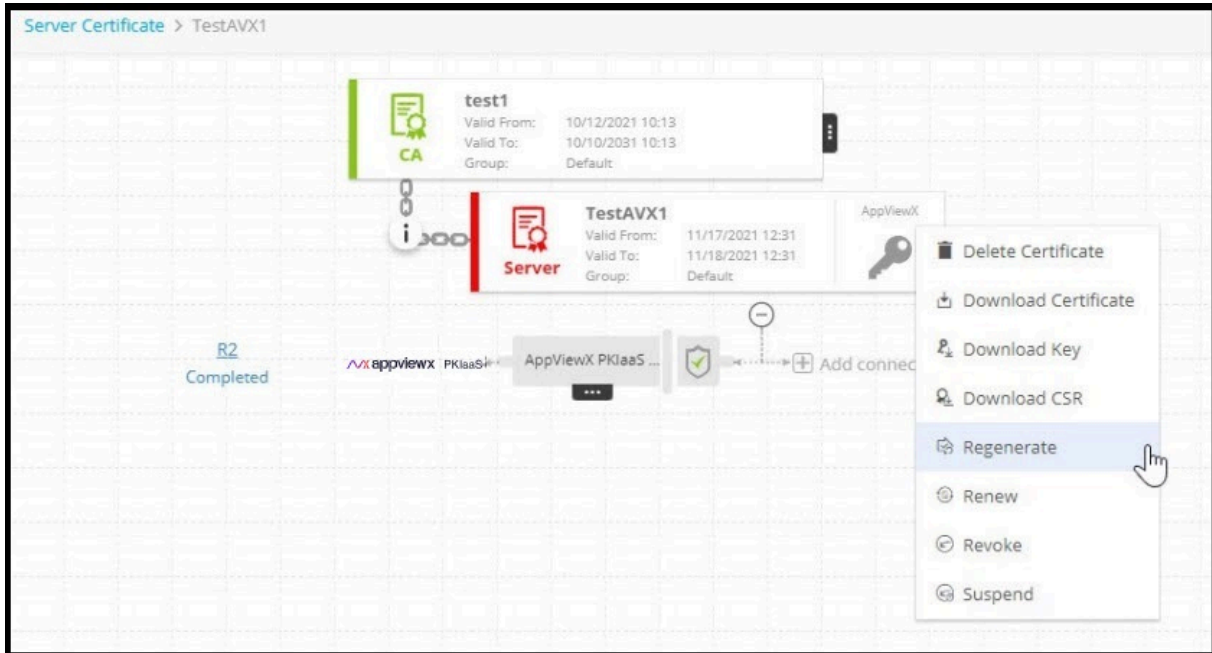 Server Certificate > TestAVX1
test1
Valid From: 10/12/2021 10:13
Valid To: 10/10/2031 10:13
Group: Default
CA
TestAVX1
Valid From: 11/17/2021 12:31
Valid To: 11/18/2021 12:31
Group: Default
Server
AppViewX
i
R2
Completed
appviewx PKIaaS
AppViewX PKIaaS ...
Add connec
Delete Certificate
Download Certificate
Download Key
Download CSR
Regenerate
Renew
Revoke
Suspend